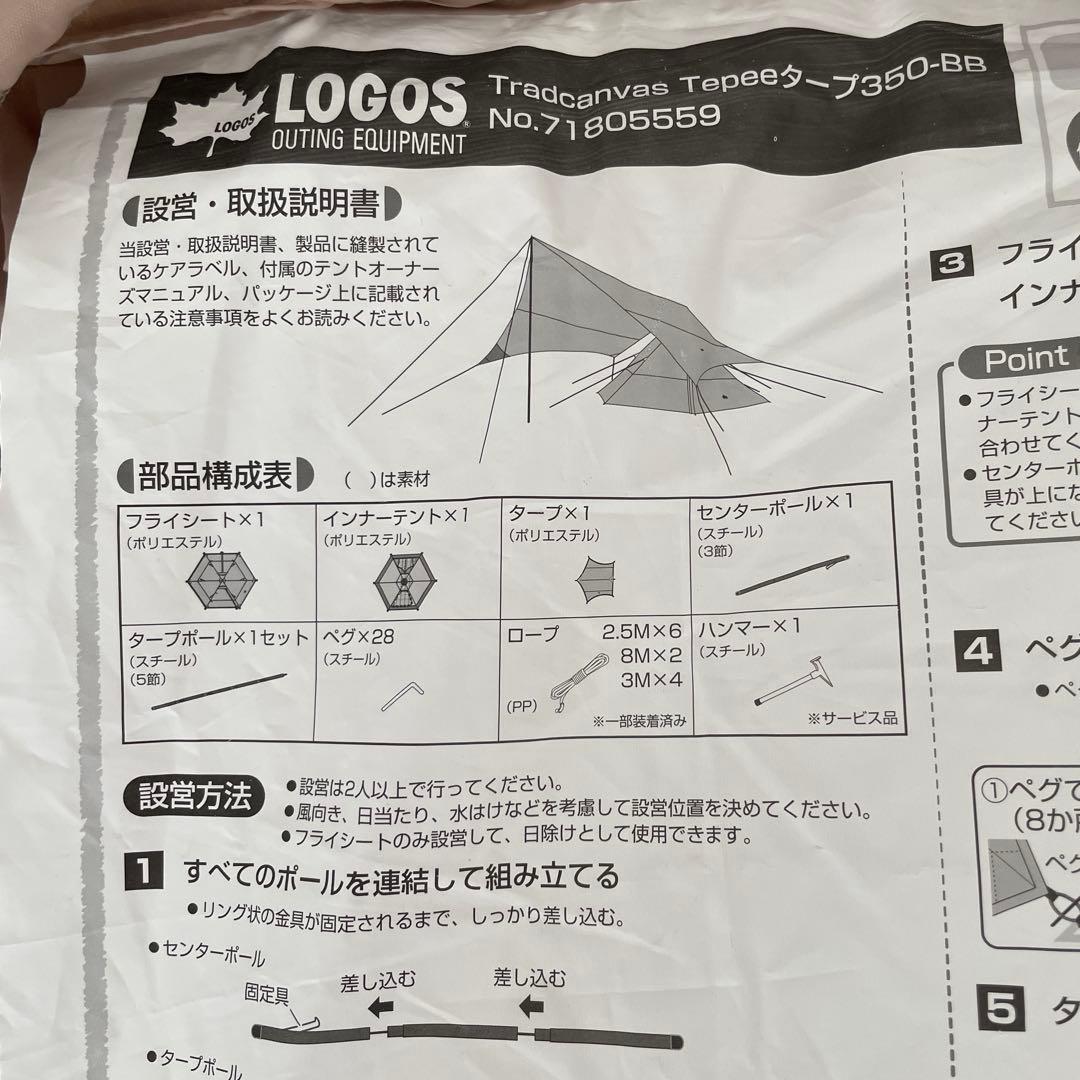 LOGOS
LOGOS
OUTING EQUIPMENT
Tradcanvas Tepeeタープ350-BB
No.71805559
設営・取扱説明書
当設営・取扱説明書、製品に縫製されて
いるケアラベル、付属のテントオーナー
ズマニュアル、パッケージ上に記載され
ている注意事項をよくお読みください。
部品構成表
( )は素材
フライシート×1
(ポリエステル)
インナーテント×1
(ポリエステル)
タープ×1
(ポリエステル)
センターポール×1
(スチール)
(3節)
タープポール×1セット
(スチール)
(5節)
ペグ×28
(スチール)
ロープ 2.5M×6
8M×2
3M×4
(PP)
※一部装着済み
ハンマー×1
(スチール)
※サービス品
設営方法
●設営は2人以上で行ってください。
●風向き、日当たり、水はけなどを考慮して設営位置を決めてください。
●フライシートのみ設営して、日除けとして使用できます。
1 すべてのポールを連結して組み立てる
●リング状の金具が固定されるまで、しっかり差し込む。
●センターポール
固定具
差し込む
差し込む
●タープポール
3 フライ
インナ
Point
●フライシー
ナーテント
合わせてく
●センターポ
具が上にな
てください
4 ペグ
●ペ
①ペグで
(8か所
ペグ
5 タ